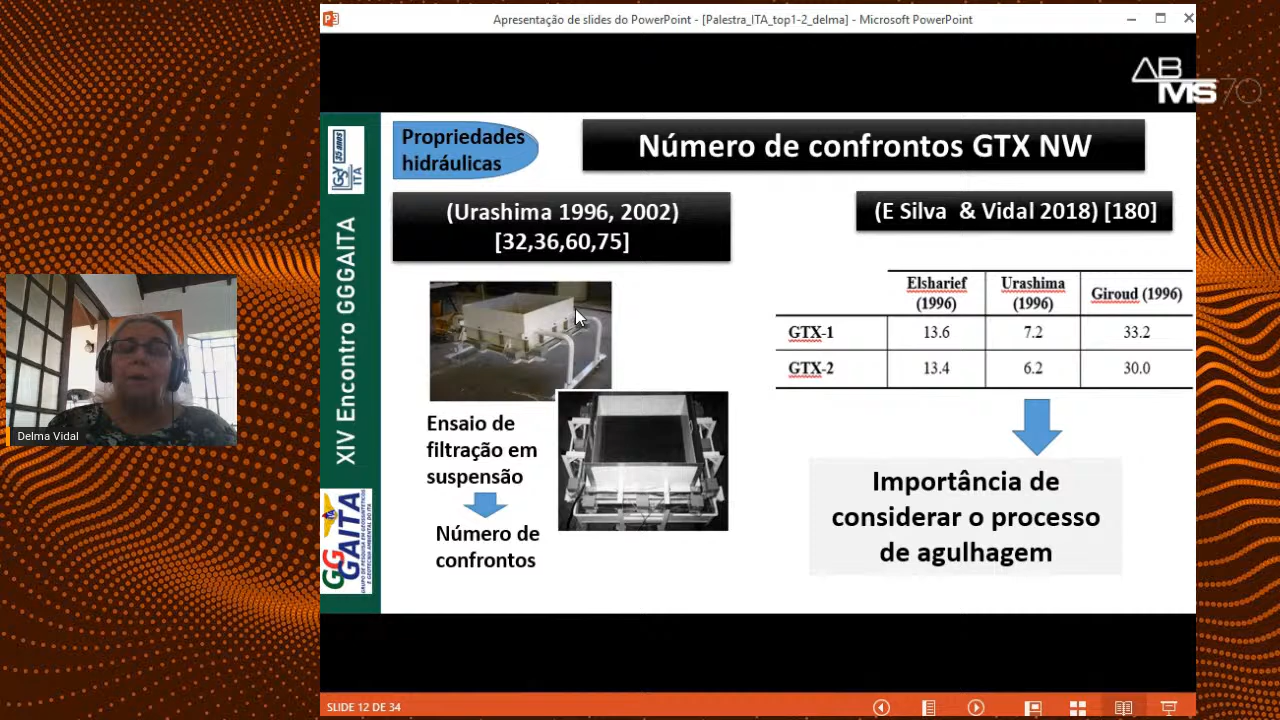 Apresentação de slides do PowerPoint - [Palestra_ITA_top1-2_delma] - Microsoft PowerPoint
ABMS70
Propriedades
hidráulicas
Número de confrontos GTX NW
(Urashima 1996, 2002)
[32,36,60,75]
(E Silva & Vidal 2018) [180]
35 anos
ITA
XIV Encontro GGGAITA
GGGAITA
Elsharief
(1996)
Urashima
(1996)
Giroud (1996)
GTX-1 13.6 7.2 33.2
GTX-2 13.4 6.2 30.0
Ensaio de
filtração em
suspensão
Número de
confrontos
Importância de
considerar o processo
de agulhagem
Delma Vidal
SLIDE 12 DE 34